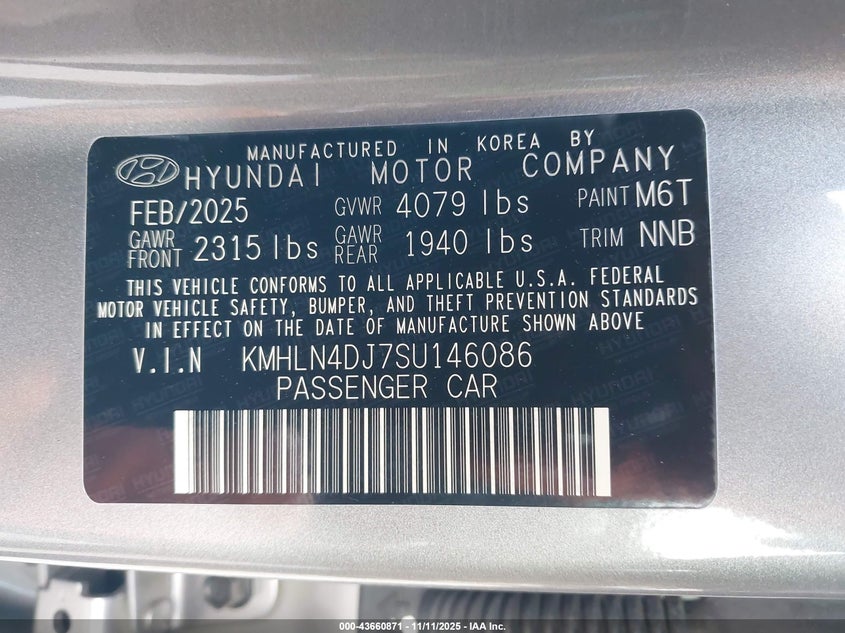 MANUFACTURED IN KOREA BY
HYUNDAI MOTOR COMPANY
FEB/2025 GVWR 4079 lbs PAINT M6T
GAWR FRONT 2315 lbs GAWR REAR 1940 lbs TRIM NNB
THIS VEHICLE CONFORMS TO ALL APPLICABLE U.S.A. FEDERAL
MOTOR VEHICLE SAFETY, BUMPER, AND THEFT PREVENTION STANDARDS
IN EFFECT ON THE DATE OF MANUFACTURE SHOWN ABOVE
V.I.N KMHLN4DJ7SU146086
PASSENGER CAR
000-43660871 - 11/11/2025 - IAA Inc.